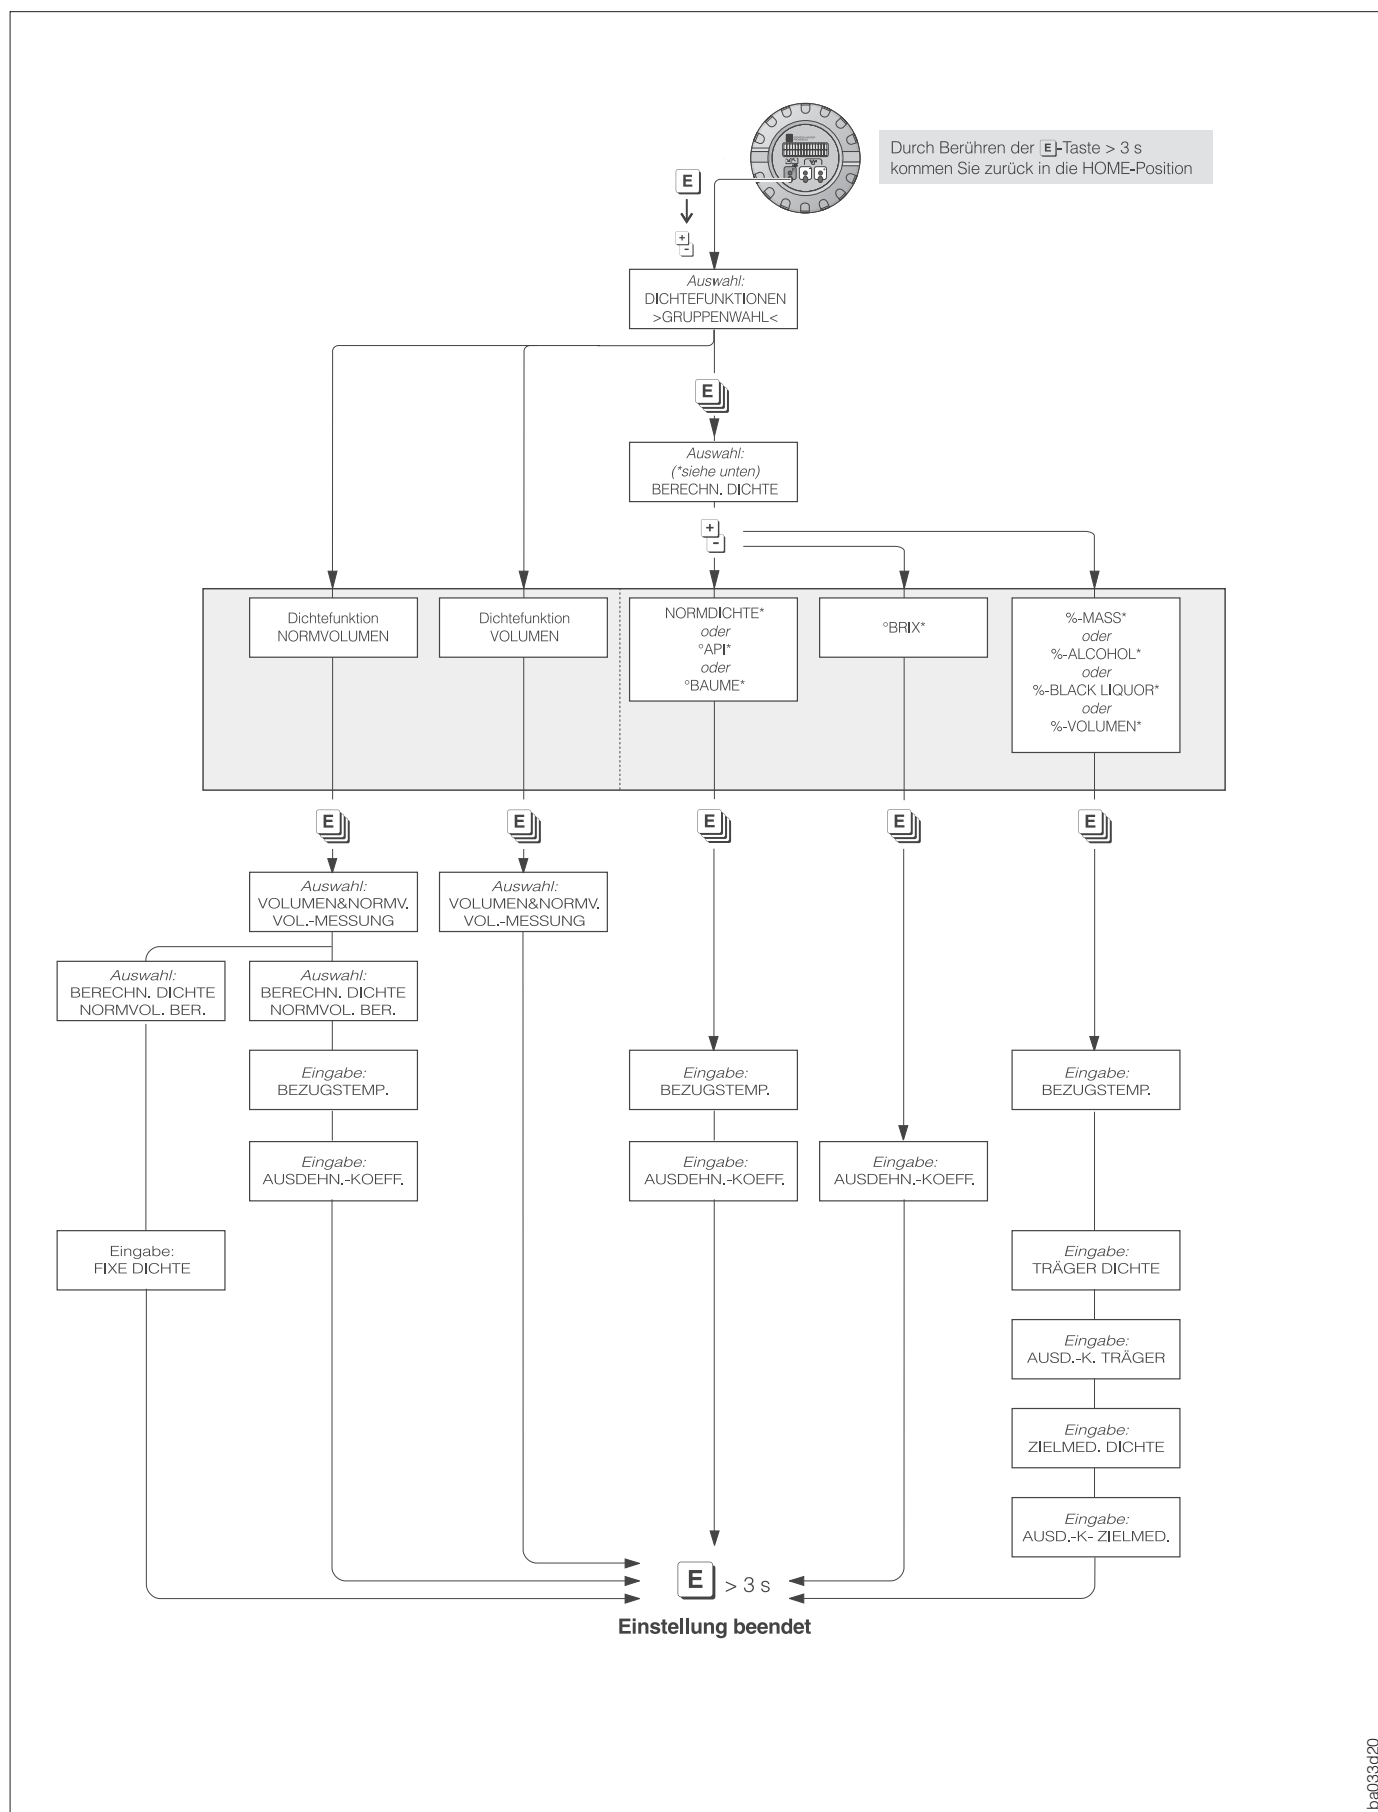 Durch Berühren der E-Taste > 3 s
kommen Sie zurück in die HOME-Position
E
+
-
Auswahl:
DICHTEFUNKTIONEN
>GRUPPENWAHL<
E
Auswahl:
(*siehe unten)
BERECHN. DICHTE
+
-
Dichtefunktion
NORMVOLUMEN
Dichtefunktion
VOLUMEN
NORMDICHTE*
oder
°API*
oder
°BAUME*
°BRIX*
%-MASS*
oder
%-ALCOHOL*
oder
%-BLACK LIQUOR*
oder
%-VOLUMEN*
E
E
E
E
E
Auswahl:
VOLUMEN&NORMV.
VOL.-MESSUNG
Auswahl:
VOLUMEN&NORMV.
VOL.-MESSUNG
Auswahl:
BERECHN. DICHTE
NORMVOL. BER.
Auswahl:
BERECHN. DICHTE
NORMVOL. BER.
Eingabe:
BEZUGSTEMP.
Eingabe:
BEZUGSTEMP.
Eingabe:
BEZUGSTEMP.
Eingabe:
AUSDEHN.-KOEFF.
Eingabe:
AUSDEHN.-KOEFF.
Eingabe:
AUSDEHN.-KOEFF.
Eingabe:
FIXE DICHTE
Eingabe:
TRÄGER DICHTE
Eingabe:
AUSD.-K. TRÄGER
Eingabe:
ZIELMED. DICHTE
Eingabe:
AUSD.-K- ZIELMED.
E > 3 s
Einstellung beendet
ba033d20